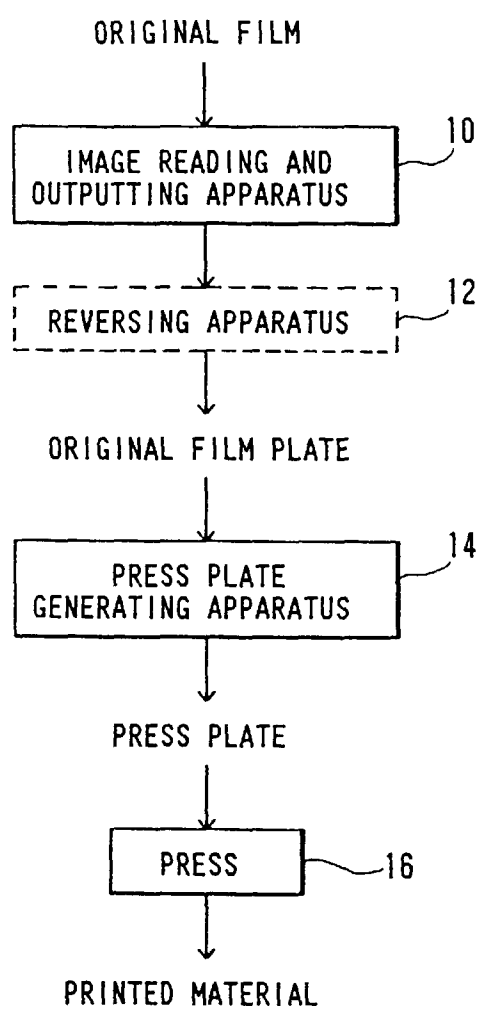 ORIGINAL FILM
10
IMAGE READING AND
OUTPUTTING APPARATUS
12
REVERSING APPARATUS
ORIGINAL FILM PLATE
14
PRESS PLATE
GENERATING APPARATUS
PRESS PLATE
PRESS
16
PRINTED MATERIAL